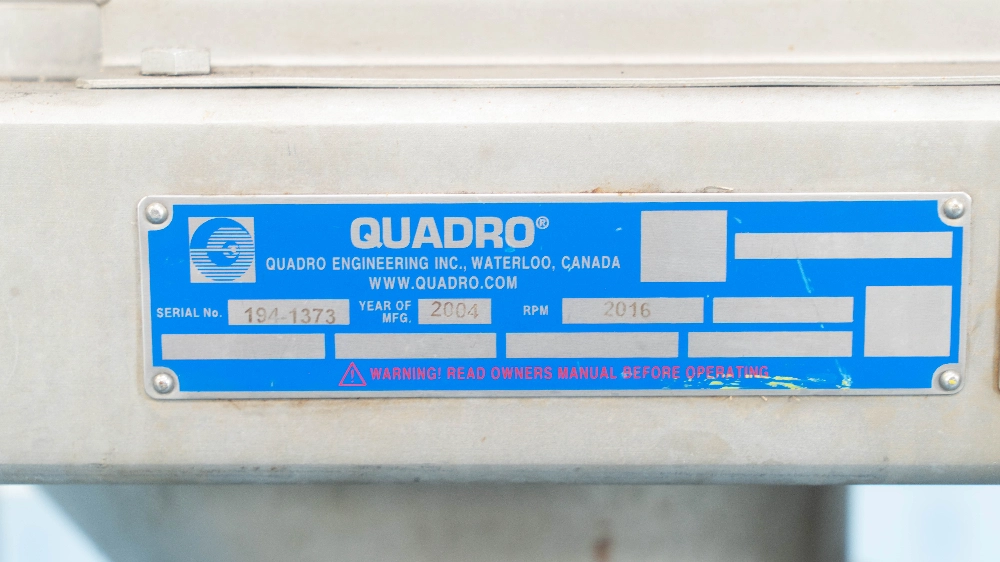 QUADRO®
QUADRO ENGINEERING INC., WATERLOO, CANADA
WWW.QUADRO.COM
SERIAL No. 194-1373 YEAR OF MFG. 2004 RPM 2016
WARNING! READ OWNERS MANUAL BEFORE OPERATING